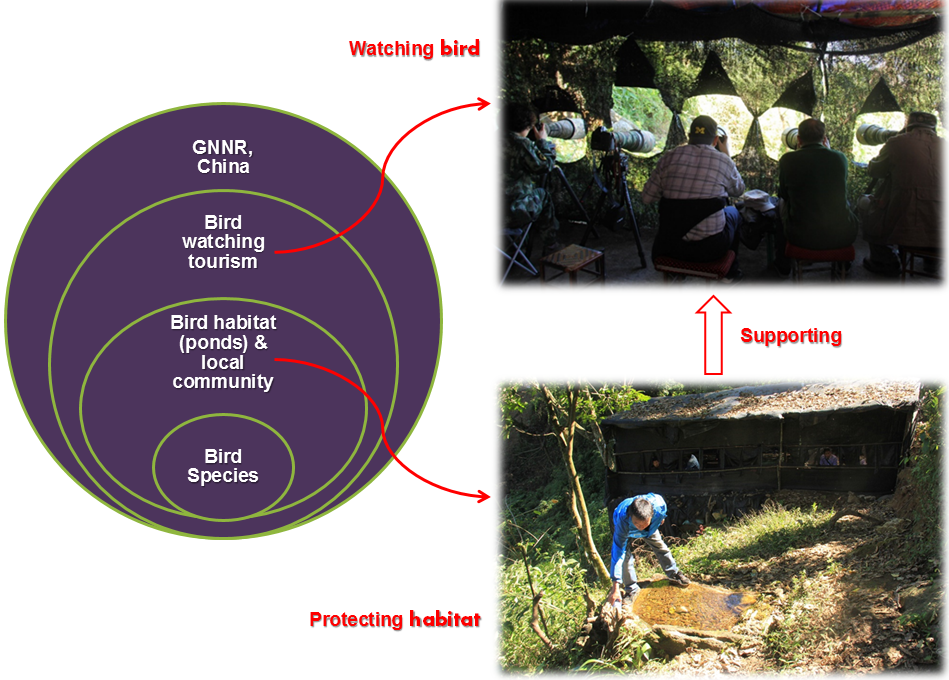 Watching bird
GNNR,
China
Bird
watching
tourism
Bird habitat
(ponds) &
local
community
Bird
Species
Supporting
Protecting habitat
M